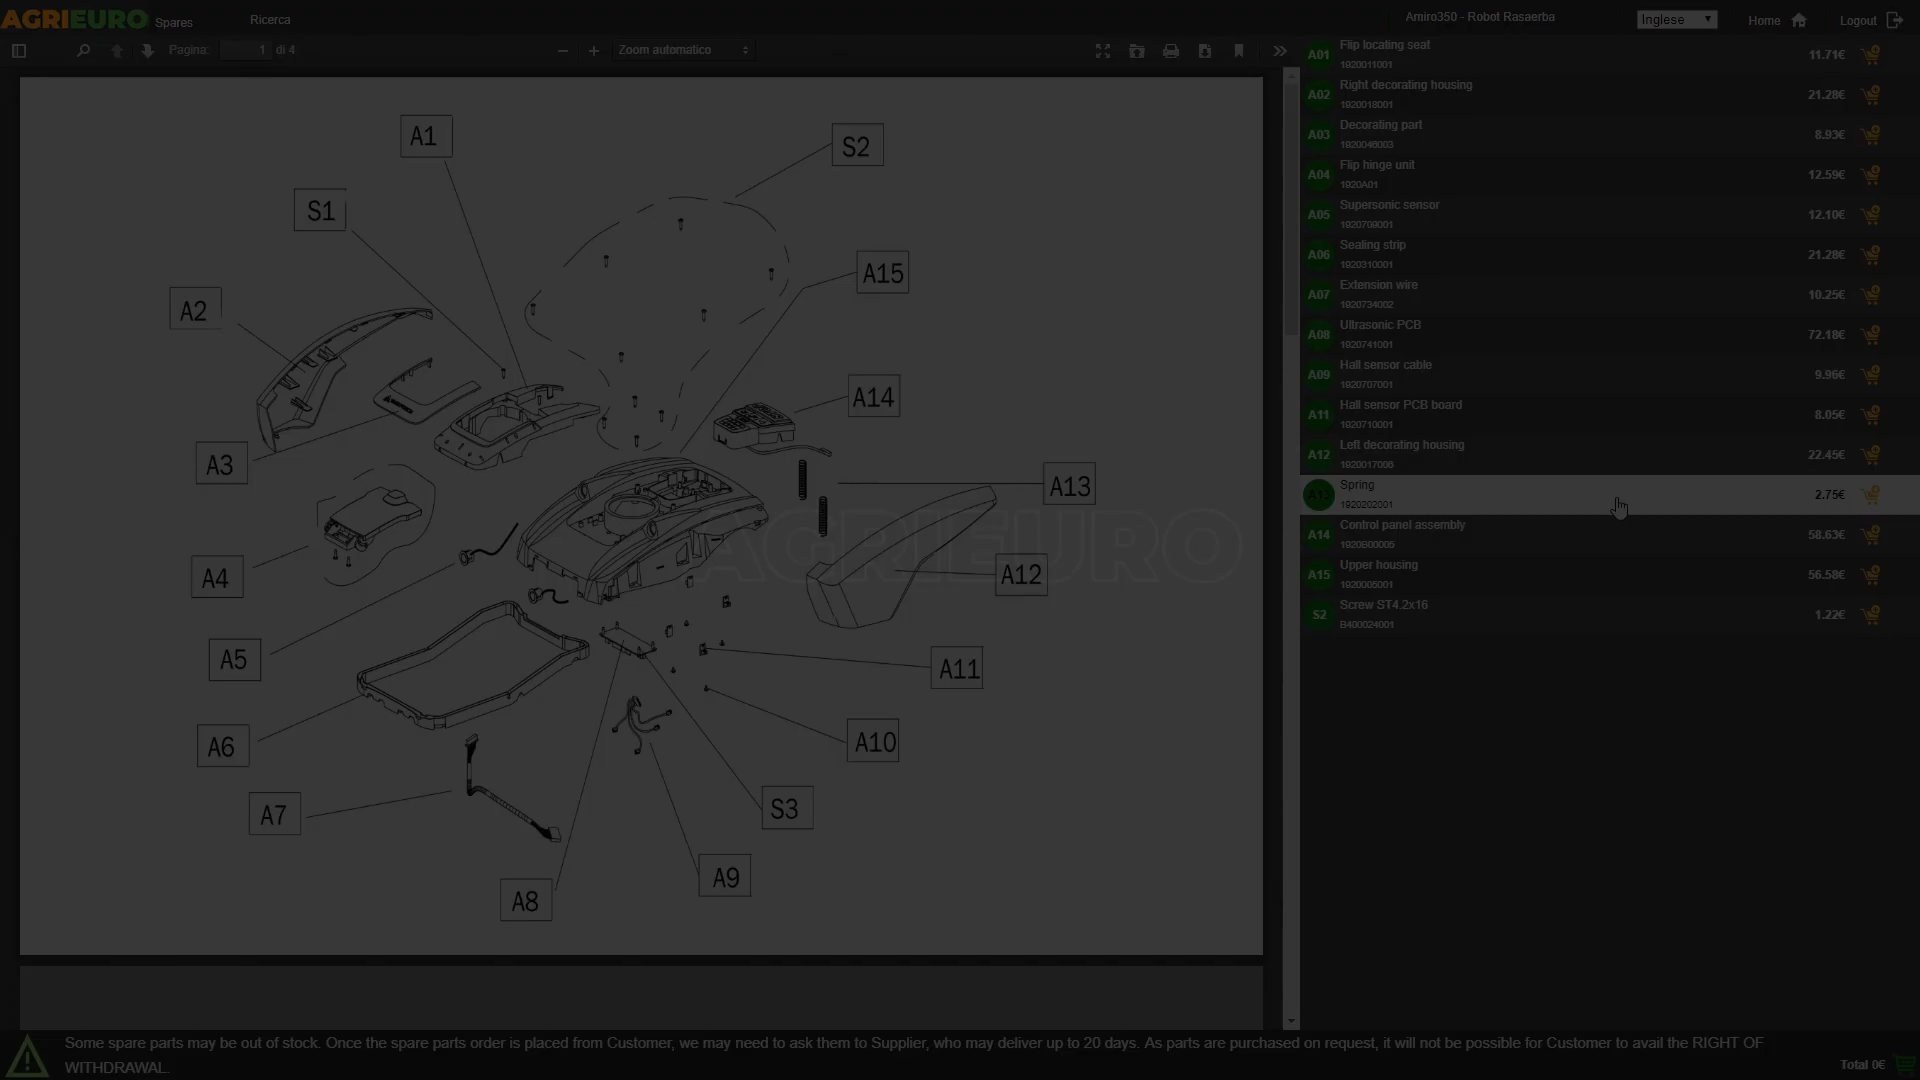 AGRIEURO Spares
Ricerca
Amiro350 - Robot Rasaerba
Inglese
Home
Logout
Pagina: 1 di 4
Zoom automatico
A1
S2
S1
A15
A2
A14
A3
A13
A4
A12
A5
A11
A6
A10
A7
S3
A9
A8
AGRIEURO
A01 Flip locating seat 11.71€
1920011001
A02 Right decorating housing 21.28€
1920018001
A03 Decorating part 8.93€
1920046003
A04 Flip hinge unit 12.59€
1920A01
A05 Supersonic sensor 12.10€
1920709001
A06 Sealing strip 21.28€
1920310001
A07 Extension wire 10.25€
1920734002
A08 Ultrasonic PCB 72.18€
1920741001
A09 Hall sensor cable 9.96€
1920707001
A11 Hall sensor PCB board 8.05€
1920710001
A12 Left decorating housing 22.45€
1920017006
A13 Spring 2.75€
1920202001
A14 Control panel assembly 58.63€
1920B00005
A15 Upper housing 56.58€
1920005001
S2 Screw ST4.2x16 1.22€
B400024001
Some spare parts may be out of stock. Once the spare parts order is placed from Customer, we may need to ask them to Supplier, who may deliver up to 20 days. As parts are purchased on request, it will not be possible for Customer to avail the RIGHT OF
WITHDRAWAL.
Total 0€